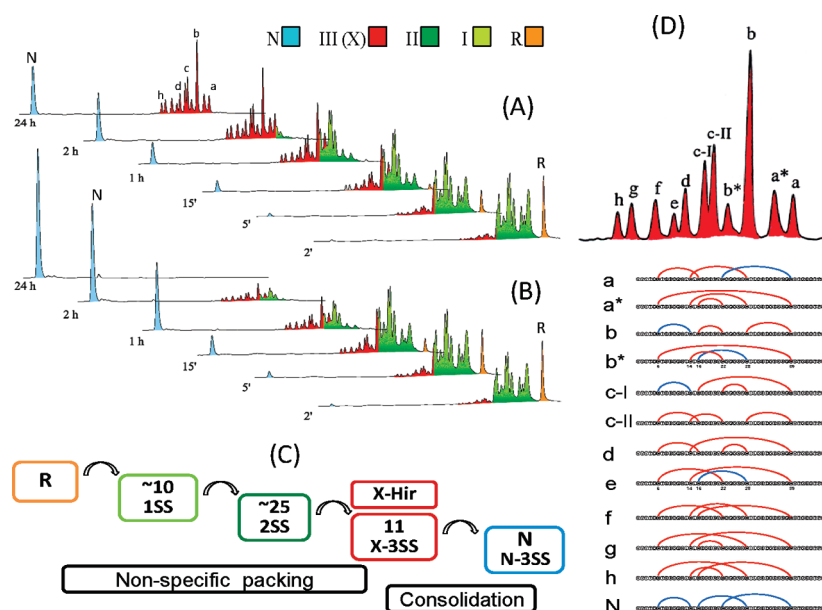 N III (X) II I R
(D)
b
N
c
d
h
a
(A)
24 h
2 h
1 h
15'
5'
2'
R
N
(B)
24 h
2 h
1 h
15'
5'
2'
R
b
c-II
c-I
h g f e d b* a* a
a
a*
b
b*
c-I
c-II
d
e
f
g
h
N
(C)
R
~10
1SS
~25
2SS
X-Hir
11
X-3SS
N
N-3SS
Non-specific packing
Consolidation